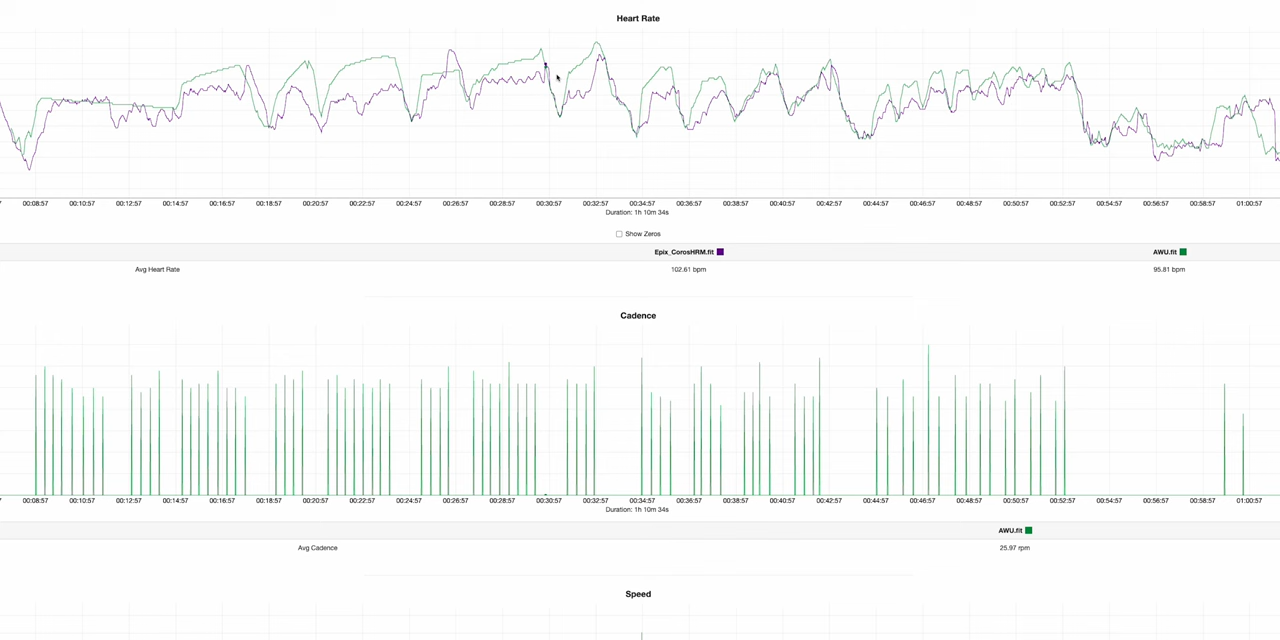 Heart Rate
7 00:08:57 00:10:57 00:12:57 00:14:57 00:16:57 00:18:57 00:20:57 00:22:57 00:24:57 00:26:57 00:28:57 00:30:57 00:32:57 00:34:57 00:36:57 00:38:57 00:40:57 00:42:57 00:44:57 00:46:57 00:48:57 00:50:57 00:52:57 00:54:57 00:56:57 00:58:57 01:00:57
Duration: 1h 10m 34s
Show Zeros
Epix_CorosHRM.fit AWU.fit
Avg Heart Rate 102.61 bpm 95.81 bpm
Cadence
7 00:08:57 00:10:57 00:12:57 00:14:57 00:16:57 00:18:57 00:20:57 00:22:57 00:24:57 00:26:57 00:28:57 00:30:57 00:32:57 00:34:57 00:36:57 00:38:57 00:40:57 00:42:57 00:44:57 00:46:57 00:48:57 00:50:57 00:52:57 00:54:57 00:56:57 00:58:57 01:00:57
Duration: 1h 10m 34s
AWU.fit
Avg Cadence 25.97 rpm
Speed